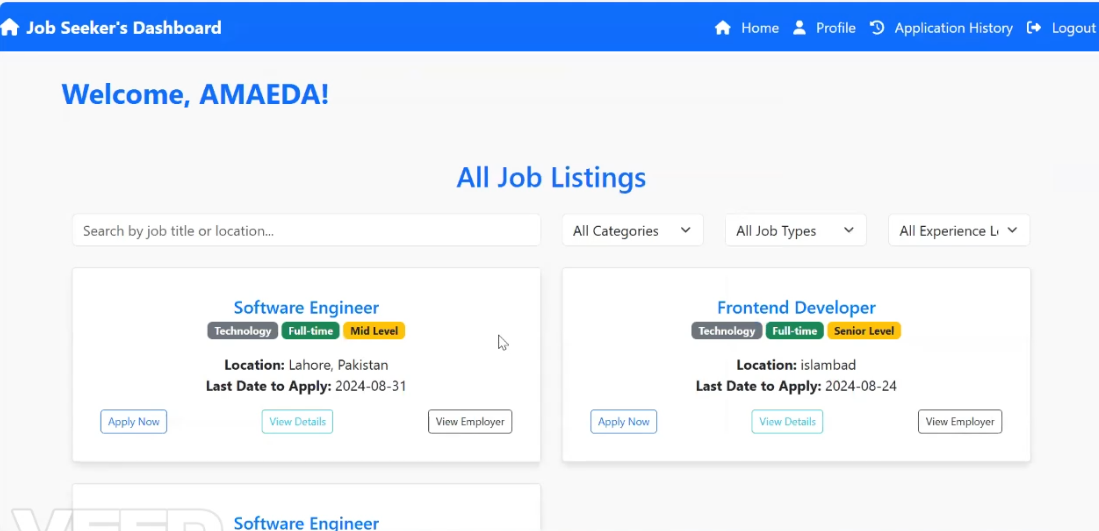 Job Seeker's Dashboard
Home Profile Application History Logout
Welcome, AMAEDA!
All Job Listings
Search by job title or location... All Categories All Job Types All Experience L
Software Engineer
Technology Full-time Mid Level
Location: Lahore, Pakistan
Last Date to Apply: 2024-08-31
Apply Now View Details View Employer
Frontend Developer
Technology Full-time Senior Level
Location: islambad
Last Date to Apply: 2024-08-24
Apply Now View Details View Employer
Software Engineer
VEED